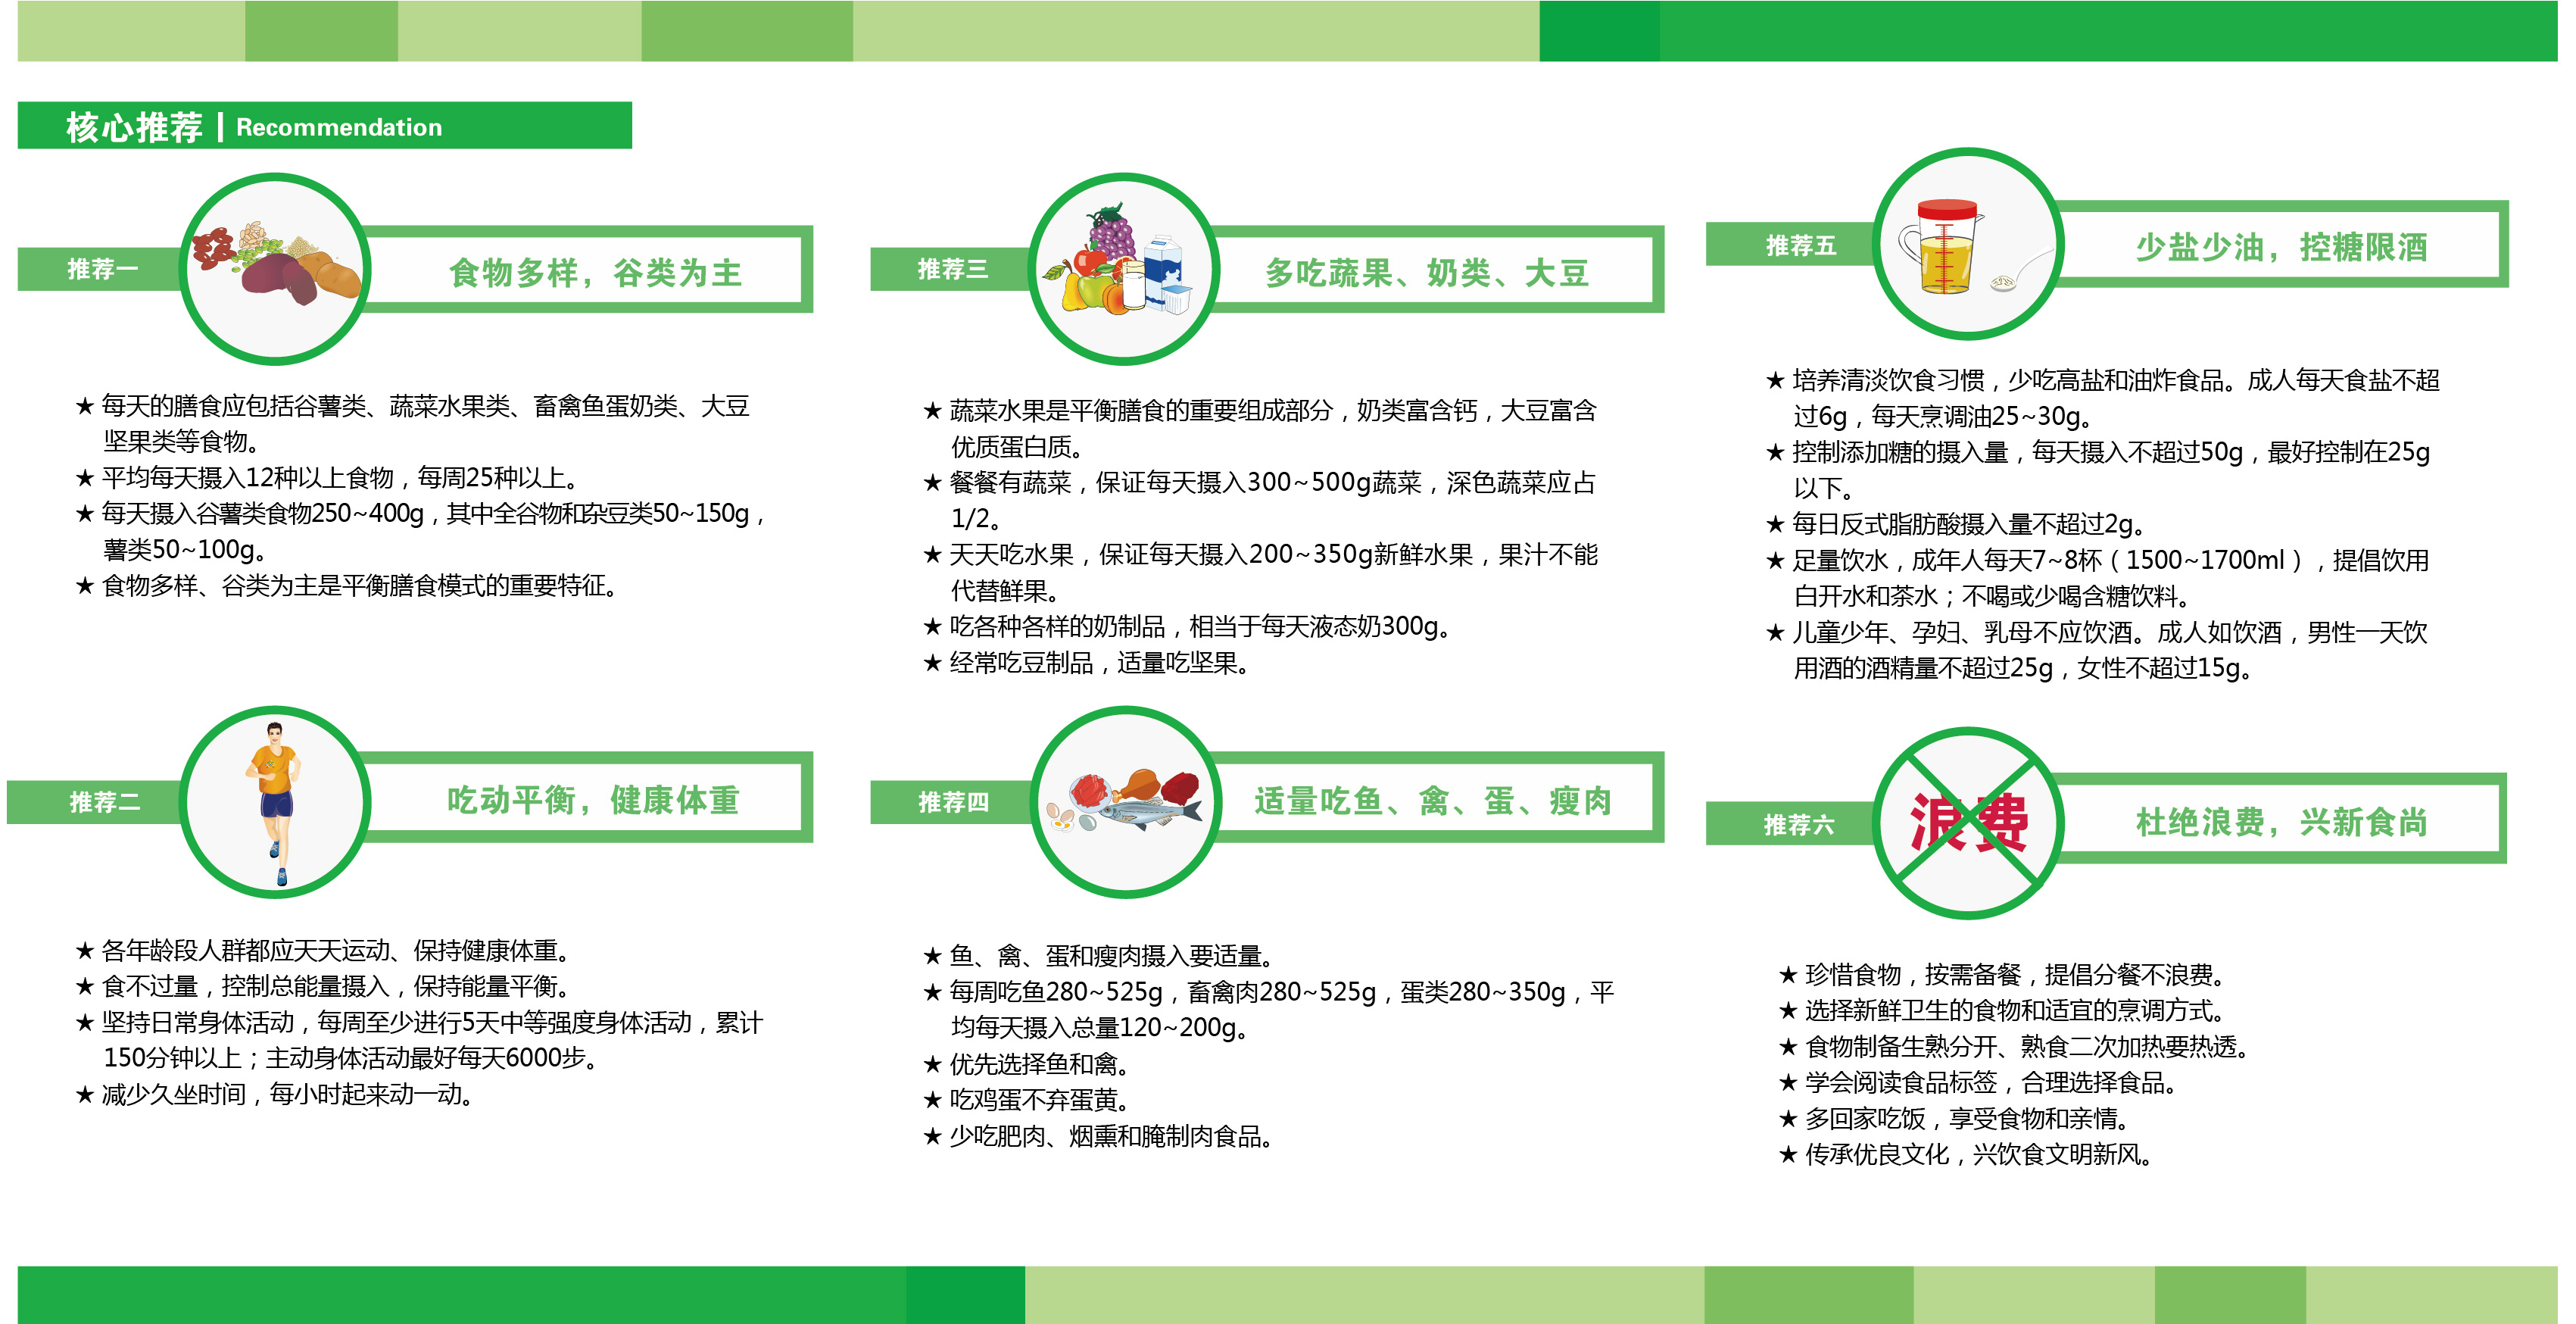 核心推荐 | Recommendation
推荐一
食物多样，谷类为主
★ 每天的膳食应包括谷薯类、蔬菜水果类、畜禽鱼蛋奶类、大豆
坚果类等食物。
★ 平均每天摄入12种以上食物，每周25种以上。
★ 每天摄入谷薯类食物250~400g，其中全谷物和杂豆类50~150g，
薯类50~100g。
★ 食物多样、谷类为主是平衡膳食模式的重要特征。
推荐二
吃动平衡，健康体重
★ 各年龄段人群都应天天运动、保持健康体重。
★ 食不过量，控制总能量摄入，保持能量平衡。
★ 坚持日常身体活动，每周至少进行5天中等强度身体活动，累计
150分钟以上；主动身体活动最好每天6000步。
★ 减少久坐时间，每小时起来动一动。
推荐三
多吃蔬果、奶类、大豆
★ 蔬菜水果是平衡膳食的重要组成部分，奶类富含钙，大豆富含
优质蛋白质。
★ 餐餐有蔬菜，保证每天摄入300~500g蔬菜，深色蔬菜应占
1/2。
★ 天天吃水果，保证每天摄入200~350g新鲜水果，果汁不能
代替鲜果。
★ 吃各种各样的奶制品，相当于每天液态奶300g。
★ 经常吃豆制品，适量吃坚果。
推荐四
适量吃鱼、禽、蛋、瘦肉
★ 鱼、禽、蛋和瘦肉摄入要适量。
★ 每周吃鱼280~525g，畜禽肉280~525g，蛋类280~350g，平
均每天摄入总量120~200g。
★ 优先选择鱼和禽。
★ 吃鸡蛋不弃蛋黄。
★ 少吃肥肉、烟熏和腌制肉食品。
推荐五
少盐少油，控糖限酒
★ 培养清淡饮食习惯，少吃高盐和油炸食品。成人每天食盐不超
过6g，每天烹调油25~30g。
★ 控制添加糖的摄入量，每天摄入不超过50g，最好控制在25g
以下。
★ 每日反式脂肪酸摄入量不超过2g。
★ 足量饮水，成年人每天7~8杯（1500~1700ml），提倡饮用
白开水和茶水；不喝或少喝含糖饮料。
★ 儿童少年、孕妇、乳母不应饮酒。成人如饮酒，男性一天饮
用酒的酒精量不超过25g，女性不超过15g。
推荐六
浪费
杜绝浪费，兴新食尚
★ 珍惜食物，按需备餐，提倡分餐不浪费。
★ 选择新鲜卫生的食物和适宜的烹调方式。
★ 食物制备生熟分开、熟食二次加热要热透。
★ 学会阅读食品标签，合理选择食品。
★ 多回家吃饭，享受食物和亲情。
★ 传承优良文化，兴饮食文明新风。